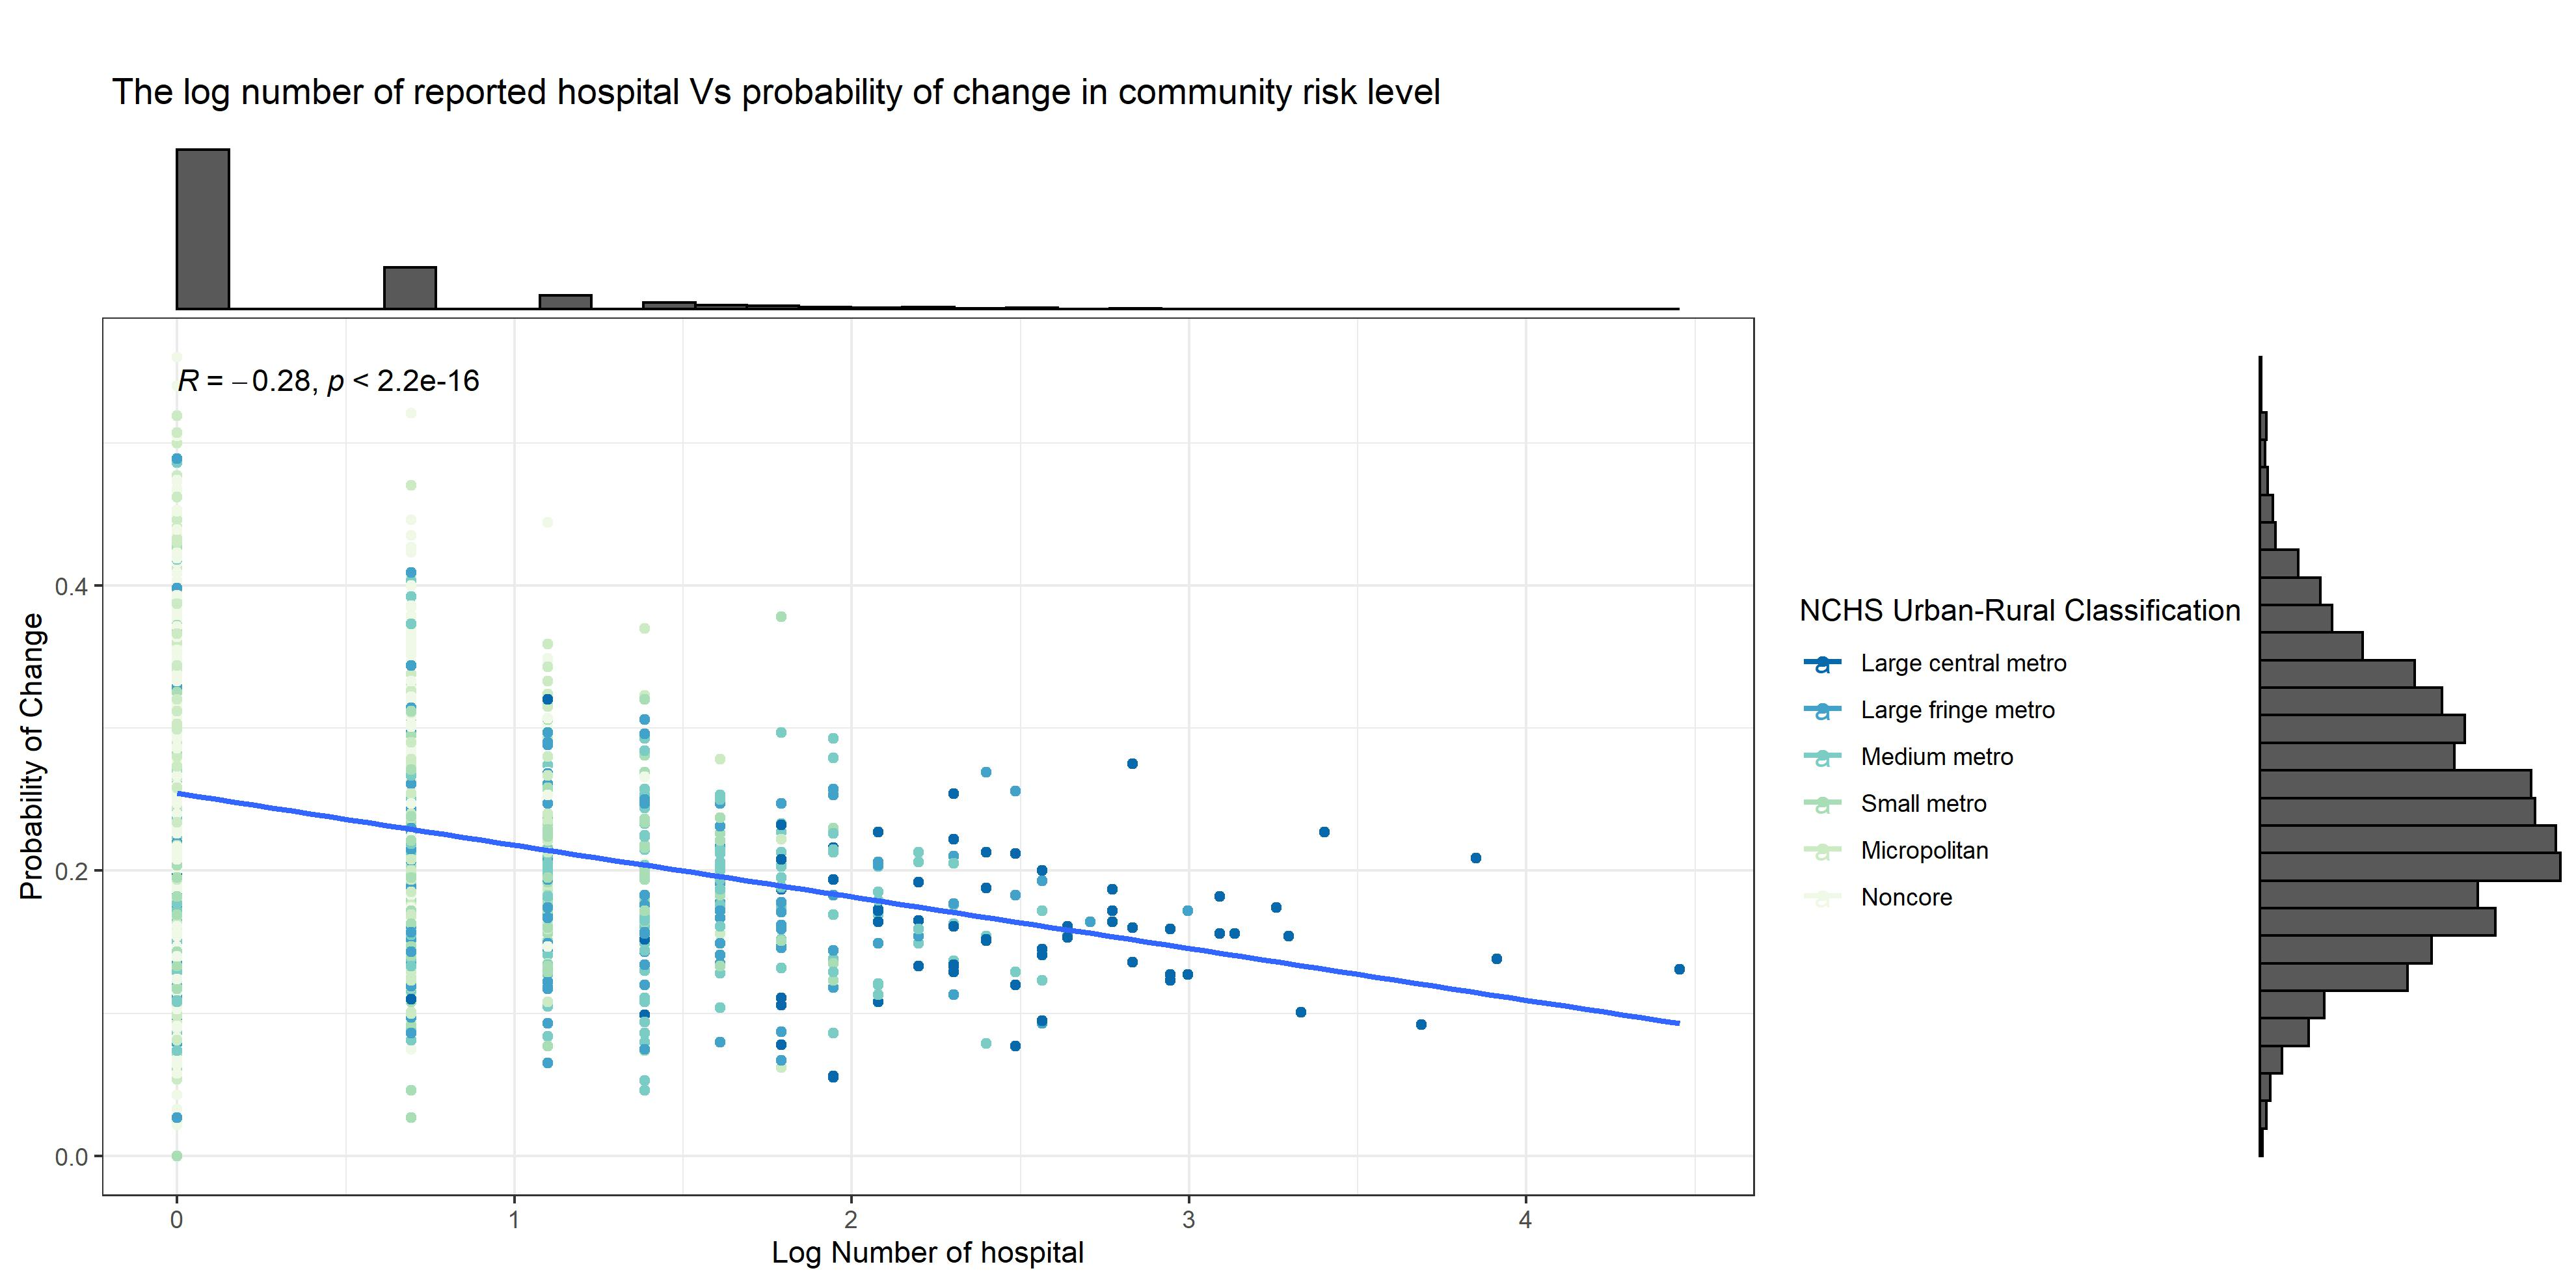 The log number of reported hospital Vs probability of change in community risk level
R = −0.28, p < 2.2e-16
0.4
0.2
0.0
Probability of Change
0 1 2 3 4
Log Number of hospital
NCHS Urban-Rural Classification
a Large central metro
a Large fringe metro
a Medium metro
a Small metro
a Micropolitan
a Noncore